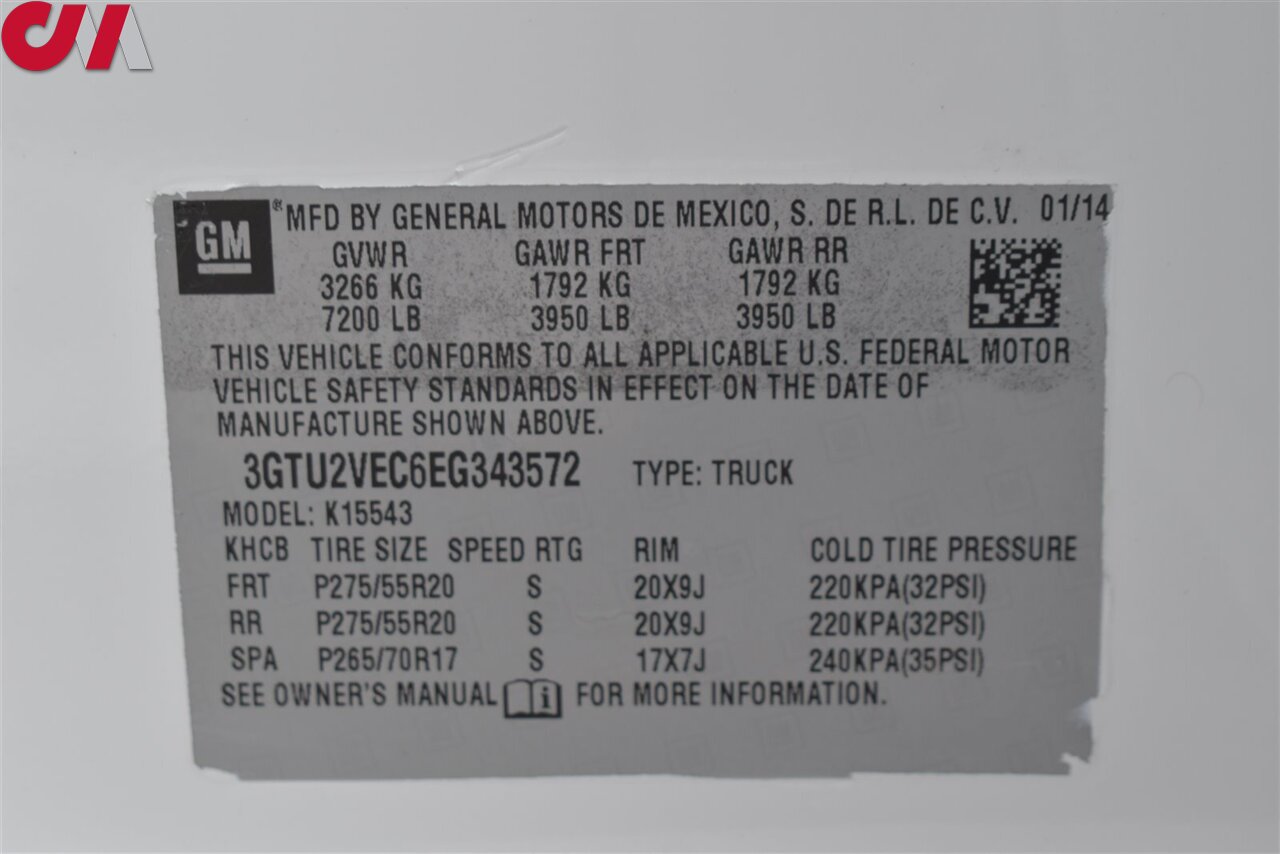 GM® MFD BY GENERAL MOTORS DE MEXICO, S. DE R.L. DE C.V. 01/14
GVWR GAWR FRT GAWR RR
3266 KG 1792 KG 1792 KG
7200 LB 3950 LB 3950 LB
THIS VEHICLE CONFORMS TO ALL APPLICABLE U.S. FEDERAL MOTOR
VEHICLE SAFETY STANDARDS IN EFFECT ON THE DATE OF
MANUFACTURE SHOWN ABOVE.
3GTU2VEC6EG343572 TYPE: TRUCK
MODEL: K15543
KHCB TIRE SIZE SPEED RTG RIM COLD TIRE PRESSURE
FRT P275/55R20 S 20X9J 220KPA(32PSI)
RR P275/55R20 S 20X9J 220KPA(32PSI)
SPA P265/70R17 S 17X7J 240KPA(35PSI)
SEE OWNER'S MANUAL FOR MORE INFORMATION.